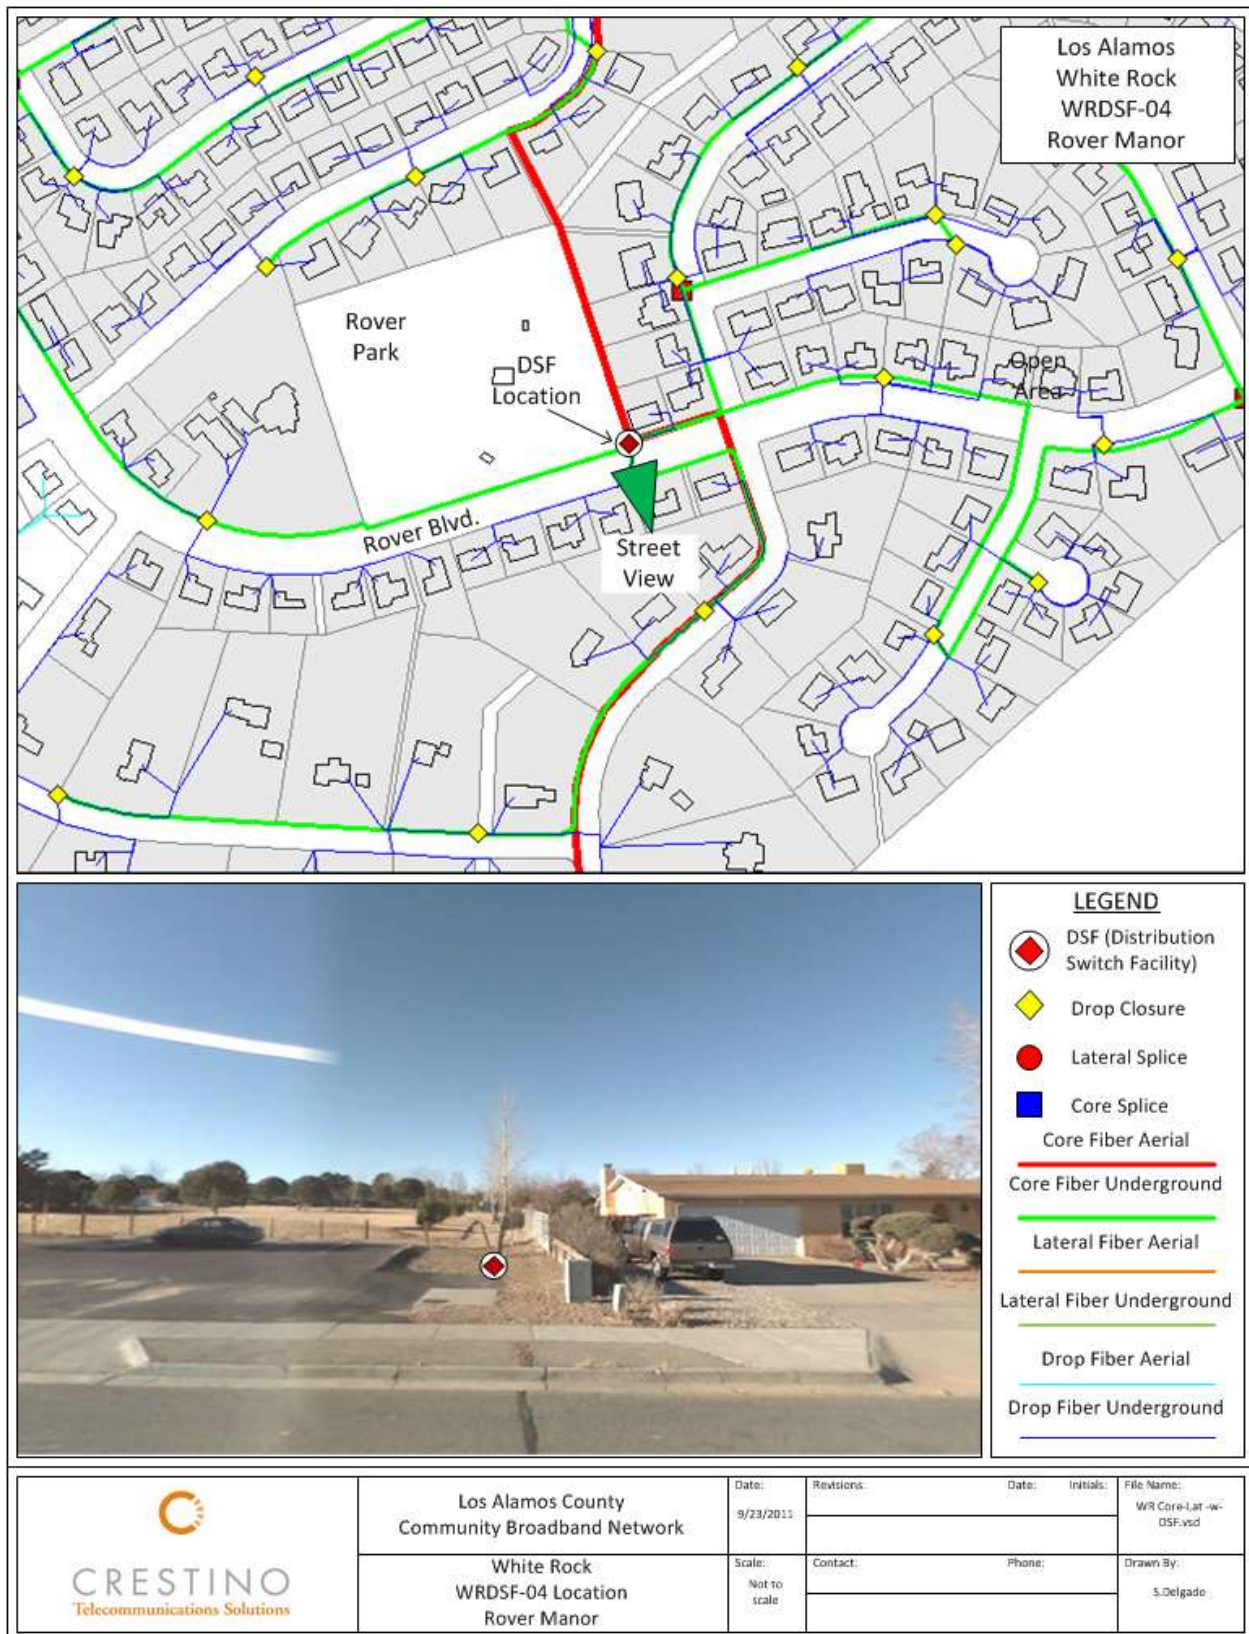 Los Alamos
White Rock
WRDSF-04
Rover Manor
Rover
Park
DSF
Location
Open
Area
Rover Blvd.
Street
View
LEGEND
DSF (Distribution
Switch Facility)
Drop Closure
Lateral Splice
Core Splice
Core Fiber Aerial
Core Fiber Underground
Lateral Fiber Aerial
Lateral Fiber Underground
Drop Fiber Aerial
Drop Fiber Underground
CRESTINO
Telecommunications Solutions
Los Alamos County
Community Broadband Network
White Rock
WRDSF-04 Location
Rover Manor
Date:
9/23/2011
Scale:
Not to
scale
Revisions: Date: Initials:
Contact: Phone:
File Name:
WR Core-Lat -w-
DSF.vsd
Drawn By:
S.Delgado